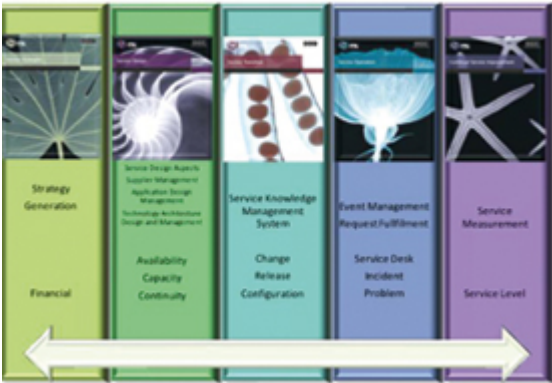 Strategy
Generation
Financial
Service Design Aspects
Supplier Management
Application Design
Management
Technology Architecture
Design and Management
Availability
Capacity
Continuity
Service Knowledge
Management
System
Change
Release
Configuration
Event Management
Request Fullfillment
Service Desk
Incident
Problem
Service
Measurement
Service Level